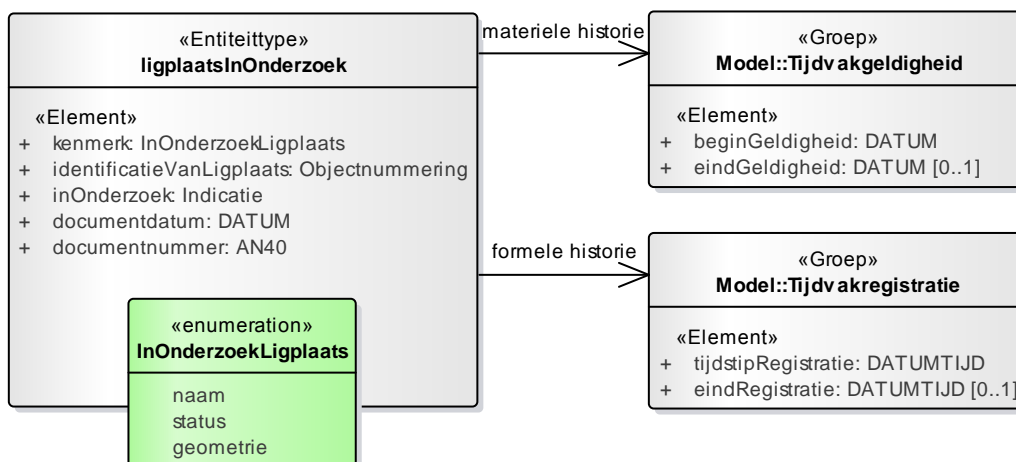 «Entiteittype»
ligplaatsInOnderzoek
«Element»
+ kenmerk: InOnderzoekLigplaats
+ identificatieVanLigplaats: Objectnummering
+ inOnderzoek: Indicatie
+ documentdatum: DATUM
+ documentnummer: AN40
«enumeration»
InOnderzoekLigplaats
naam
status
geometrie
materiele historie
«Groep»
Model::Tijdvakgeldigheid
«Element»
+ beginGeldigheid: DATUM
+ eindGeldigheid: DATUM [0..1]
formele historie
«Groep»
Model::Tijdvakregistratie
«Element»
+ tijdstipRegistratie: DATUMTIJD
+ eindRegistratie: DATUMTIJD [0..1]